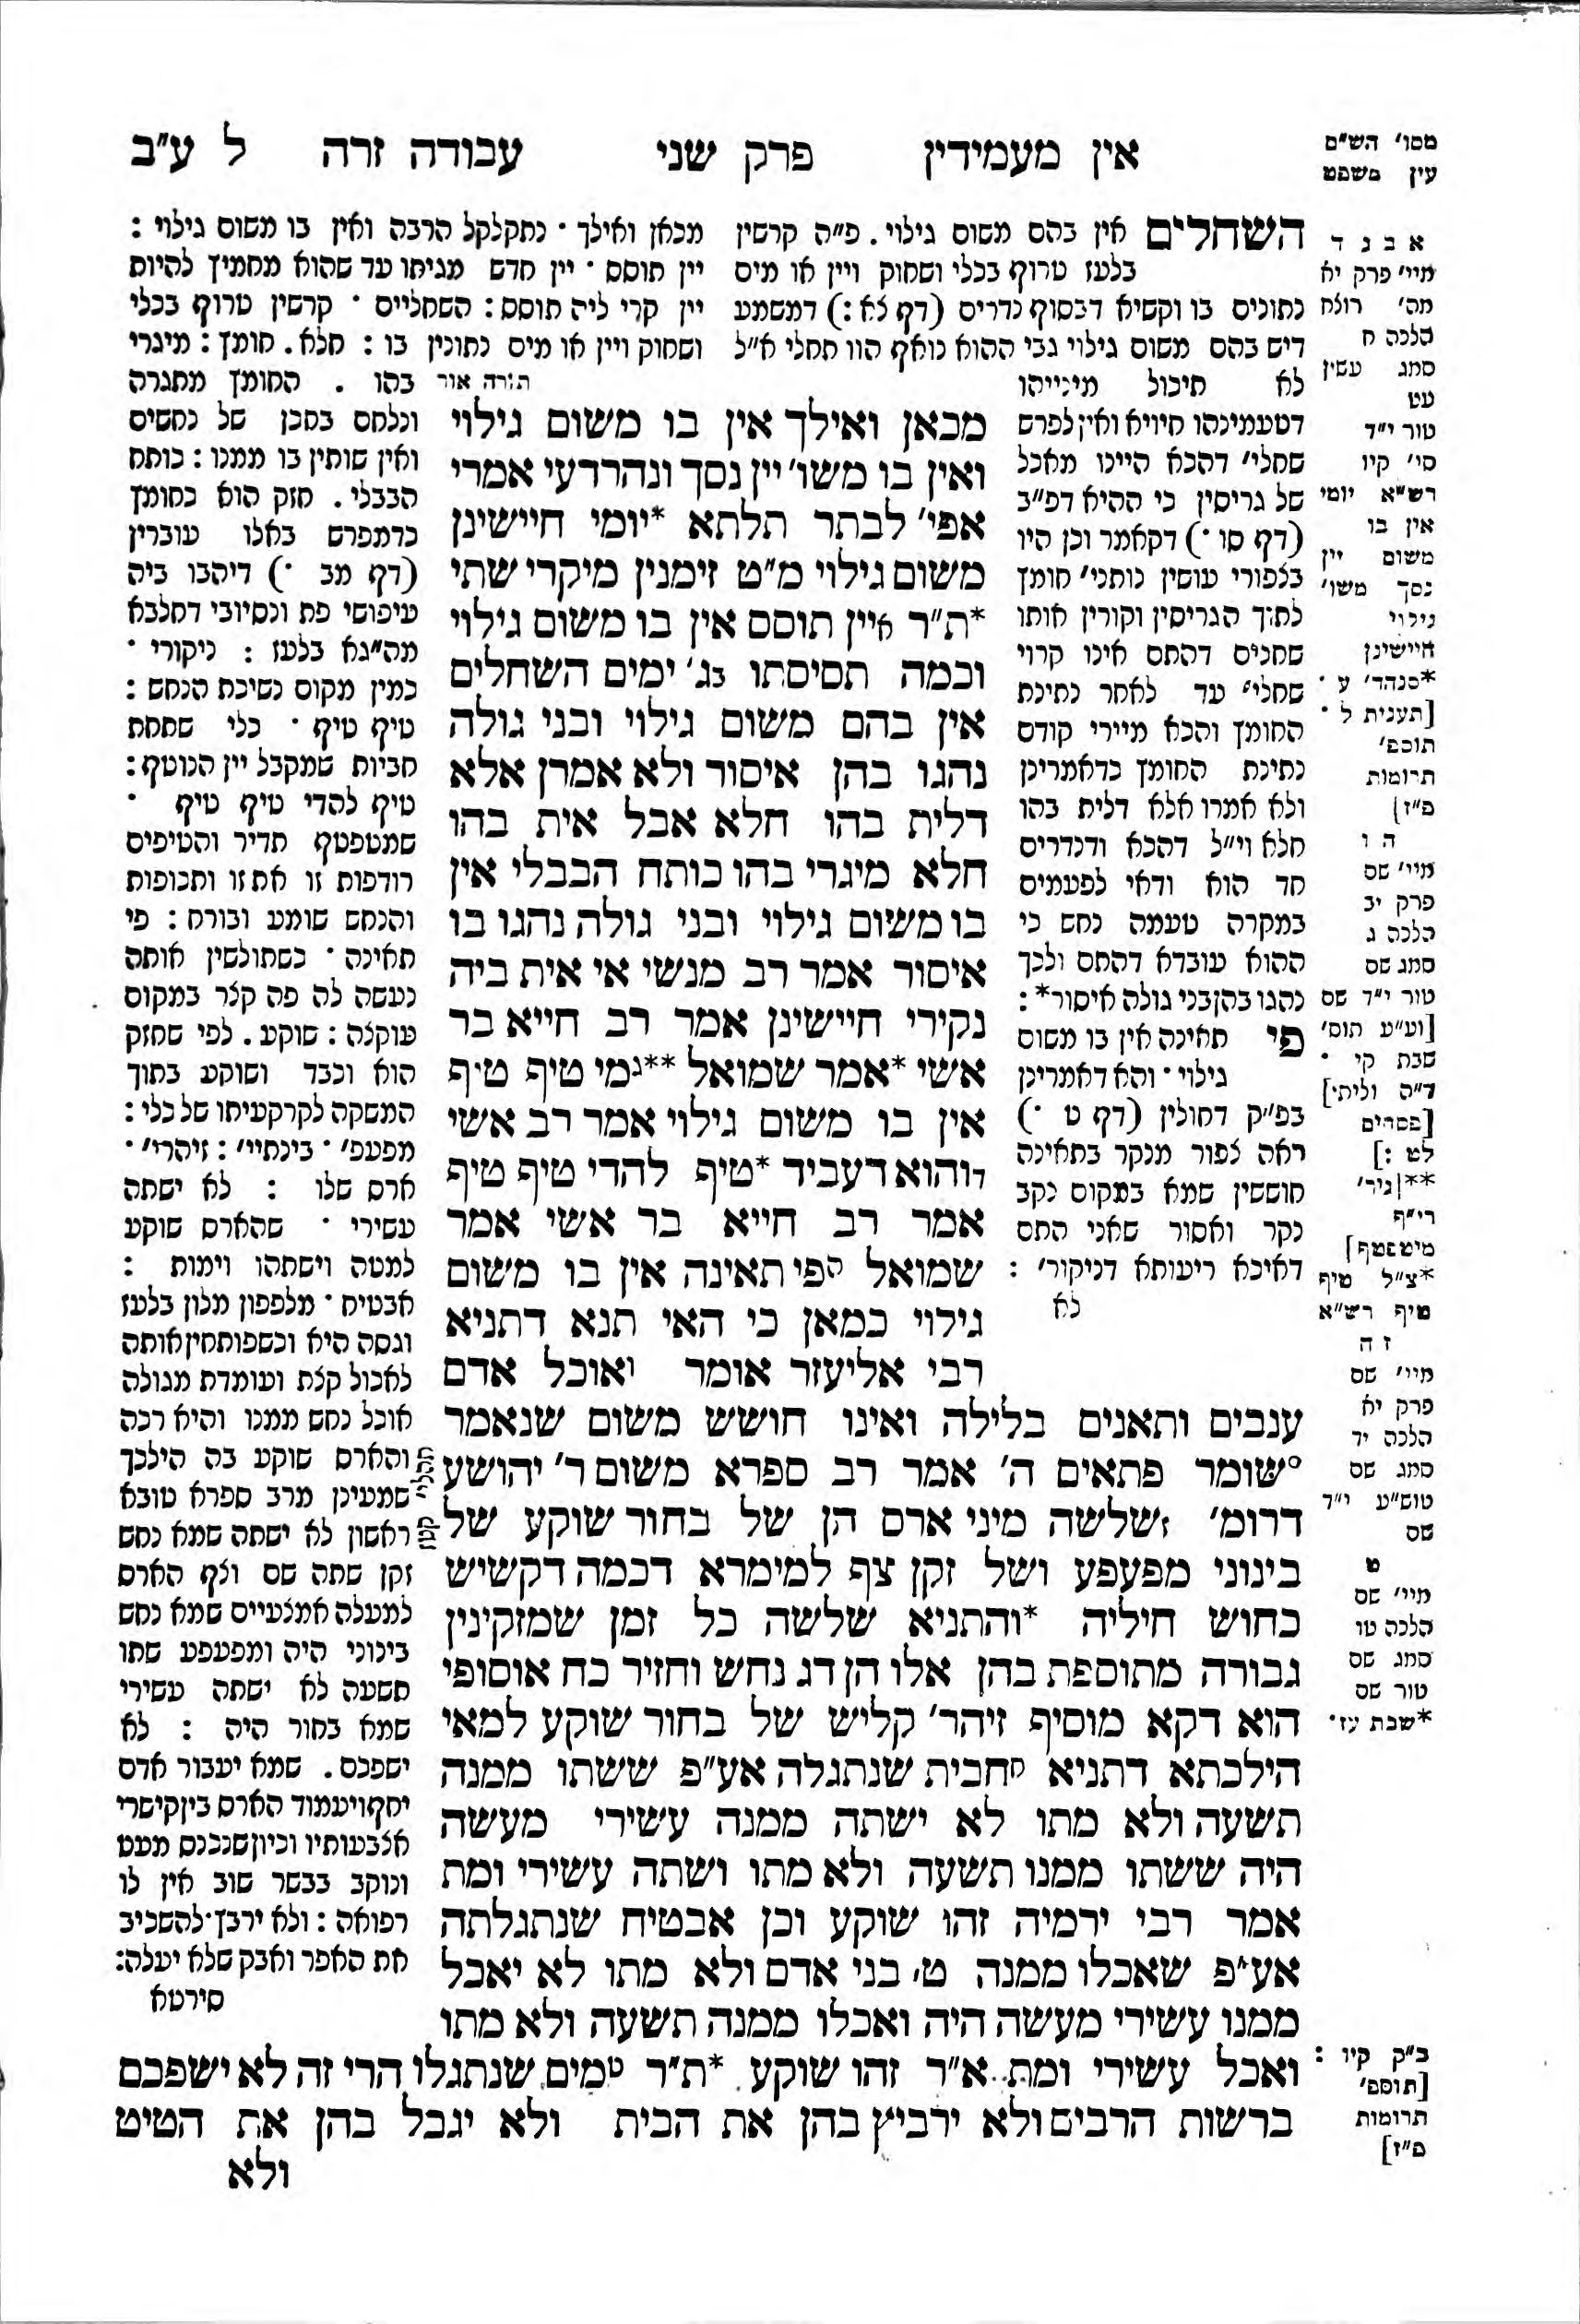 אין מעמידין פרק שני עבודה זרה ל ע״ב
מסו׳ הש״ס
עין משפט
השחלים אין בהם משום גילוי. פ״ה קרשין
בלעז טרוף בכלי ושחוק ויין או מים
נתונים בו וקשיא דבסוף נדרים (דף צא:) דמשמע
דיש בהם משום גילוי גבי ההוא נואף הוו תחלי א״ל
לא תיכול מינייהו
דטעמינהו חיויא ואין לפרש
שחלי׳ דהכא היינו מאכל
של גריסין כי ההיא דפ״ב
(דף סו ·) דקאמר וכן היו
בצפורי עושין כותני׳ חומץ
לתוך הגריסין וקורין אותו
שחנים דהתם אינו קרוי
שחלי׳ עד לאחר נתינת
החומץ והכא מיירי קודם
נתינת החומץ כדאמרינן
ולא אמרו אלא דלית בהו
חלא וי״ל דהכא ודנדרים
חד הוא ודאי לפעמים
במקרה טעמה נחש כי
ההוא עובדא דהתם ולכך
נהגו בהן בני גולה איסור* :
פי תאינה אין בו משום
גילוי · והא דאמרינן
בפ״ק דחולין (דף ט ·)
ראה צפור מנקר בתאינה
חוששין שמא במקום נקב
נקר ואסור שאני התם
דאיכא ריעותא דניקור׳ :
לא
תורה אור
מכאן ואילך אין בו משום גילוי
ואין בו משו׳ יין נסך ונהרדעי אמרי
אפי׳ לבתר תלתא *יומי חיישינן
משום גילוי מ״ט זימנין מיקרי שתי
*ת״ר אין תוסס אין בו משום גילוי
וכמה תסיסתו בג׳ ימים השחלים
אין בהם משום גילוי ובני גולה
נהגו בהן איסור ולא אמרן אלא
דלית בהו חלא אבל אית בהו
חלא מיגרי בהו כותח הבבלי אין
בו משום גילוי ובני גולה נהגו בו
איסור אמר רב מנשי אי אית ביה
נקירי חיישינן אמר רב חייא בר
אשי *אמר שמואל **גמי טיף טיף
אין בו משום גילוי אמר רב אשי
דוהוא דעביד *טיף להדי טיף טיף
אמר רב חייא בר אשי אמר
שמואל הפי תאינה אין בו משום
גילוי כמאן כי האי תנא דתניא
רבי אליעזר אומר ואוכל אדם
ענבים ותאנים בלילה ואינו חושש משום שנאמר
°שומר פתאים ה׳ אמר רב ספרא משום ר׳ יהושע
דרומ׳ זשלשה מיני ארס הן של בחור שוקע של
בינוני מפעפע ושל זקן צף למימרא דכמה דקשיש
כחוש חיליה *והתניא שלשה כל זמן שמזקינין
גבורה מתוספת בהן אלו הן דג נחש וחזיר כח אוסופי
הוא דקא מוסיף זיהר׳ קליש של בחור שוקע למאי
הילכתא דתניא חחבית שנתגלה אע״פ ששתו ממנה
תשעה ולא מתו לא ישתה ממנה עשירי מעשה
היה ששתו ממנו תשעה ולא מתו ושתה עשירי ומת
אמר רבי ירמיה זהו שוקע וכן אבטיח שנתגלתה
אע״פ שאכלו ממנה ט׳ בני אדם ולא מתו לא יאכל
ממנו עשירי מעשה היה ואכלו ממנה תשעה ולא מתו
ואכל עשירי ומת א״ר זהו שוקע *ת״ר טמים שנתגלו הרי זה לא ישפכם
ברשות הרבים ולא ירביץ בהן את הבית ולא יגבל בהן את הטיט
ולא
מכאן ואילך · נתקלקל הרבה ואין בו משום גילוי :
יין תוסס · יין חדש מגיתו עד שהוא מחמיץ להיות
יין קרי ליה תוסס : השחליים · קרשין טרוף בכלי
ושחוק ויין או מים נתונין בו : חלא. חומץ : מיגרי
בהו . החומץ מתגרה
ונלחם בסכן של נחשים
ואין שותין בו ממנו : כותח
הבבלי. חזק הוא כחומץ
כדמפרש באלו עוברין
(דף מב ·) דיהבו ביה
עיפושי פת ונסיובי דחלבא
מה״גא בלעז : ניקורי ·
כמין מקום נשיכת הנחש :
טיף טיף · כלי שתחת
חביות שמקבל יין הנוטף :
טיף להדי טיף טיף ·
שמטפטף תדיר והטיפים
רודפות זו את זו ותכופות
והנחש שומע ובורח : פי
תאינה · כשתולשין אותה
נעשה לה פה קצר במקום
עוקצה : שוקע. לפי שחזק
הוא וכבד ושוקע בתוך
המשקה לקרקעיתו של כלי :
מפעפ׳ · בינתיי׳ : זיהרי׳ ·
ארס שלו : לא ישתה
עשירי · שהארס שוקע
למטה וישתהו וימות :
אבטיח · מלפפון מלון בלעז
וגסה היא וכשפותחין אותה
לאכול קצת ועומדת מגולה
אוכל נחש ממנו והיא רכה
והארס שוקע בה הילכך
שמעינן מרב ספרא טובא
ראשון לא ישתה שמא נחש
זקן שתה שם וצף הארס
למעלה אמצעיים שמא נחש
בינוני היה ומפעפע שתו
תשעה לא ישתה עשירי
שמא בחור היה : לא
ישפכם. שמא יעבור אדם
יחף ויעמוד הארס בין קישרי
אצבעותיו וכיון שנכנס מעט
ונוקב בבשר שוב אין לו
רפואה : ולא ירבץ · להשכיב
את האפר ואבק שלא יעלה :
סירטא
א ב ג ד
מיי׳ פרק יא
מה׳ רוצח
הלכה ח
סמג עשין
עט
טור י״ד
סי׳ קיו
רש״א יומי
אין בו
משום יין
נסך משו׳
גילוי
חיישינן
*סנהד׳ ע ·
[תענית ל ·
תוספ׳
תרומות
פ״ז]
ה ו
מיי׳ שם
פרק יב
הלכה ג
סמג שם
טור י״ד שם
[וע״ע תוס׳
שבת קי ·
ד״ה ולית·]
[פסחים
לט :]
**[גיר׳
רי״ף
מיטפטף]
*צ״ל טיף
טיף רש״א
ז ה
מיי׳ שם
פרק יא
הלכה יד
סמג שם
טוש״ע י״ד
שם
ט
מיי׳ שם
הלכה טו
סמג שם
טור שם
*שבת עז·
ב״ק קיו :
[תוספ׳
תרומות
פ״ז]